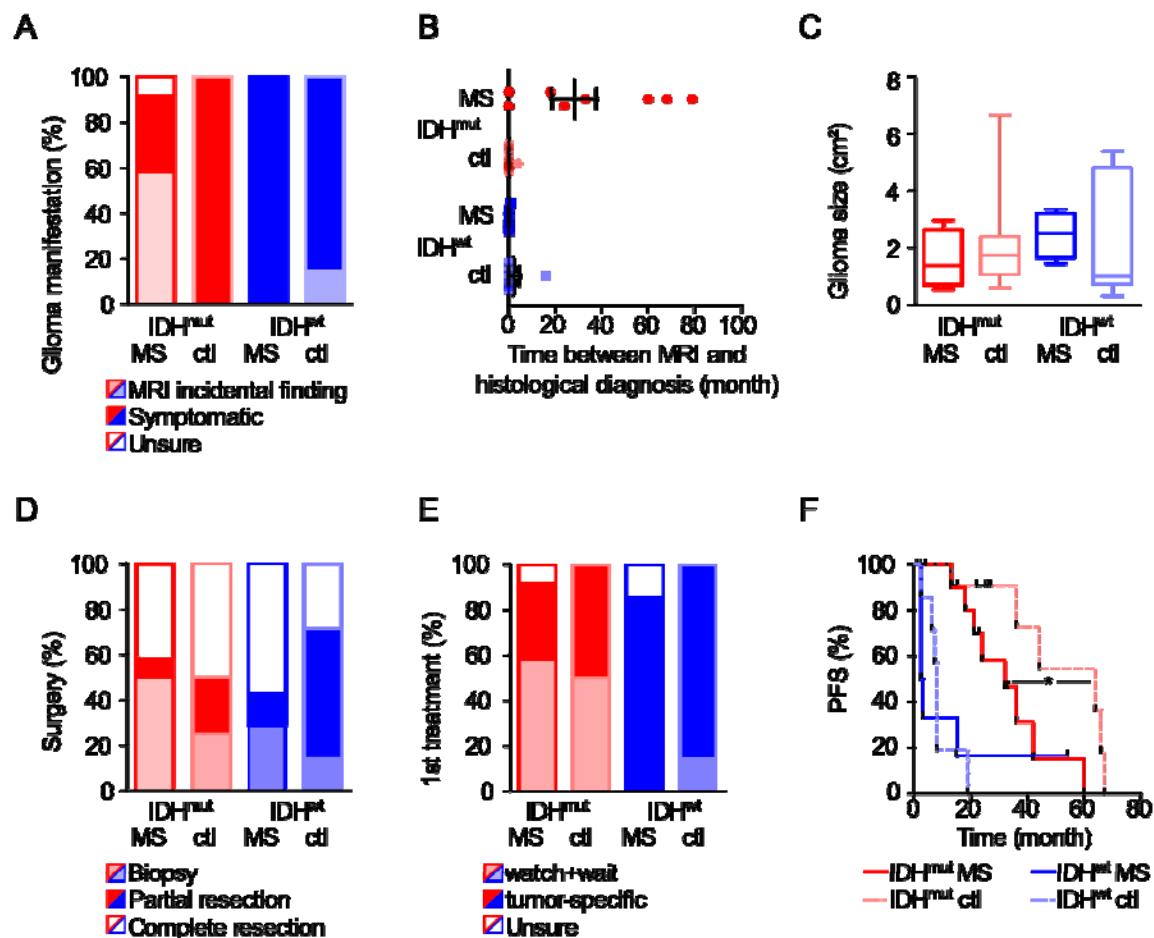 A
Glioma manifestation (%)
100
80
60
40
20
0
IDHmut IDHwt
MS ctl MS ctl
MRI incidental finding
Symptomatic
Unsure
B
MS
IDHmut
ctl
MS
IDHwt
ctl
0 20 40 60 80 100
Time between MRI and
histological diagnosis (month)
C
Glioma size (cm²)
8
6
4
2
0
IDHmut IDHwt
MS ctl MS ctl
D
Surgery (%)
100
80
60
40
20
0
IDHmut IDHwt
MS ctl MS ctl
Biopsy
Partial resection
Complete resection
E
1st treatmant (%)
100
80
60
40
20
0
IDHmut IDHwt
MS ctl MS ctl
watch+wait
tumor-specific
Unsure
F
PFS (%)
100
80
60
40
20
0
*
0 20 40 60 80
Time (month)
IDHmut MS IDHwt MS
IDHmut ctl IDHwt ctl